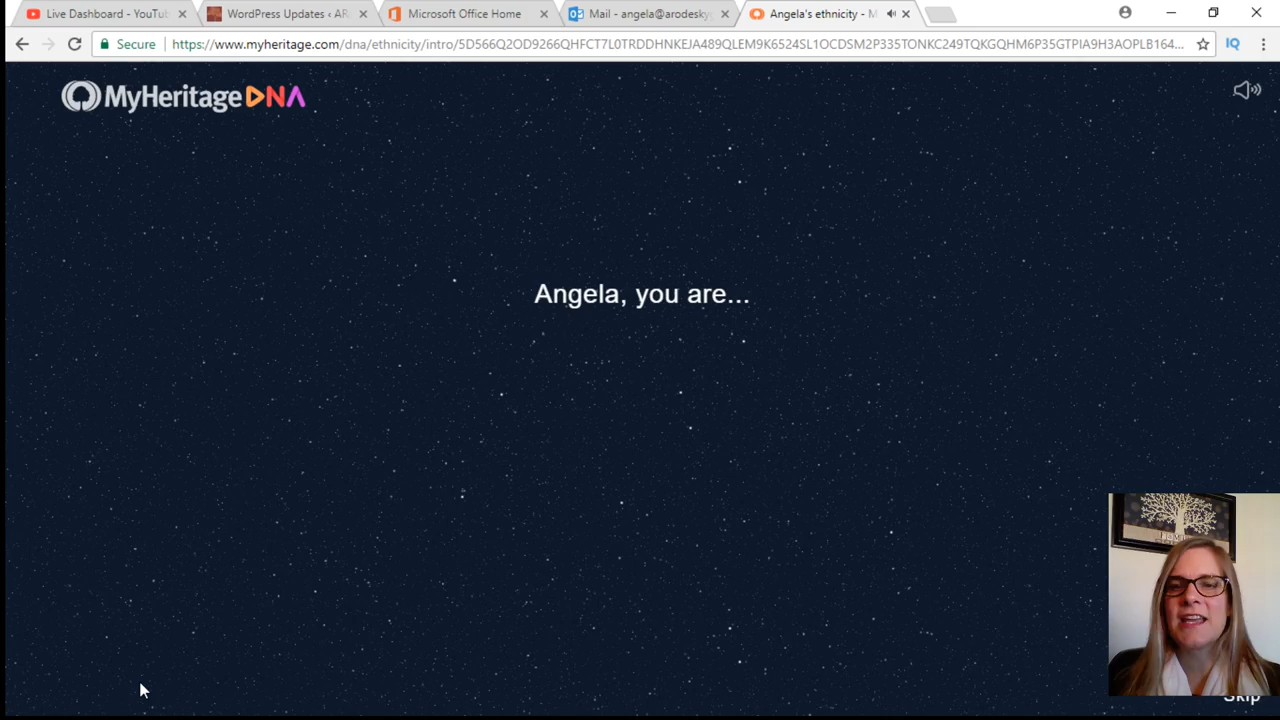 Live Dashboard - YouTu
WordPress Updates ‹ AR
Microsoft Office Home
Mail - angela@arodesky
Angela's ethnicity - M
Secure
https://www.myheritage.com/dna/ethnicity/intro/5D566Q2OD9266QHFCT7L0TRDDHNKEJA489QLEM9K6524SL1OCDSM2P335TONKC249TQKGQHM6P35GTPIA9H3AOPLB164...
IQ
MyHeritage DNA
Angela, you are...
Skip